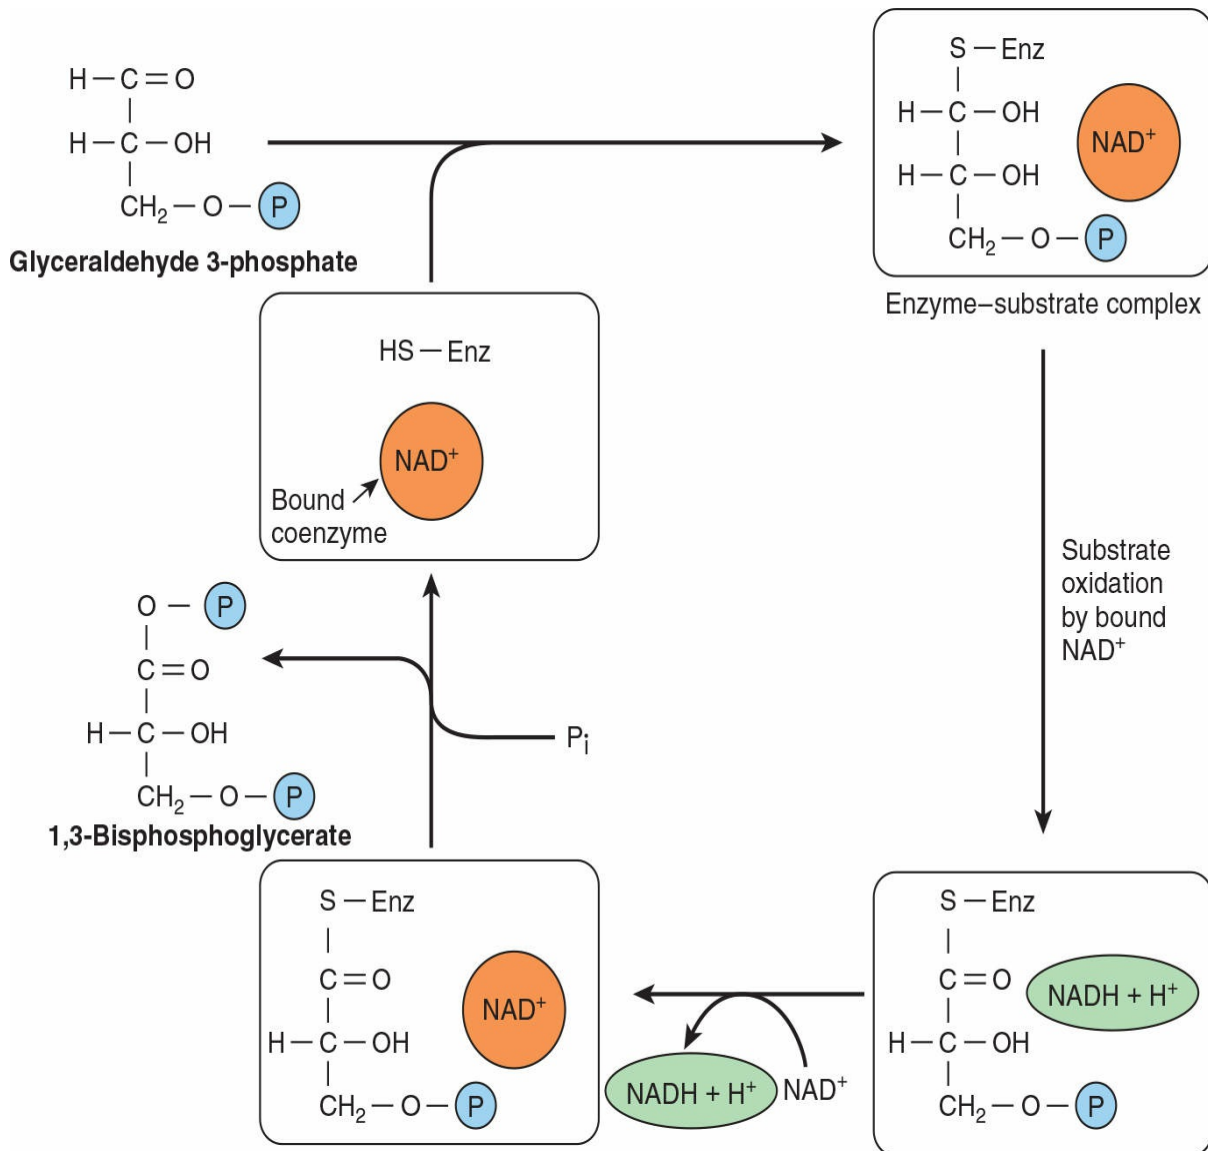 H—C=O
H—C—OH
CH₂—O—P
Glyceraldehyde 3-phosphate
S—Enz
H—C—OH
NAD⁺
H—C—OH
CH₂—O—P
Enzyme–substrate complex
HS—Enz
NAD⁺
Bound
coenzyme
Substrate
oxidation
by bound
NAD⁺
O—P
C=O
H—C—OH
CH₂—O—P
1,3-Bisphosphoglycerate
Pᵢ
S—Enz
C=O
NADH + H⁺
H—C—OH
CH₂—O—P
NADH + H⁺
NAD⁺
S—Enz
C=O
NAD⁺
H—C—OH
CH₂—O—P